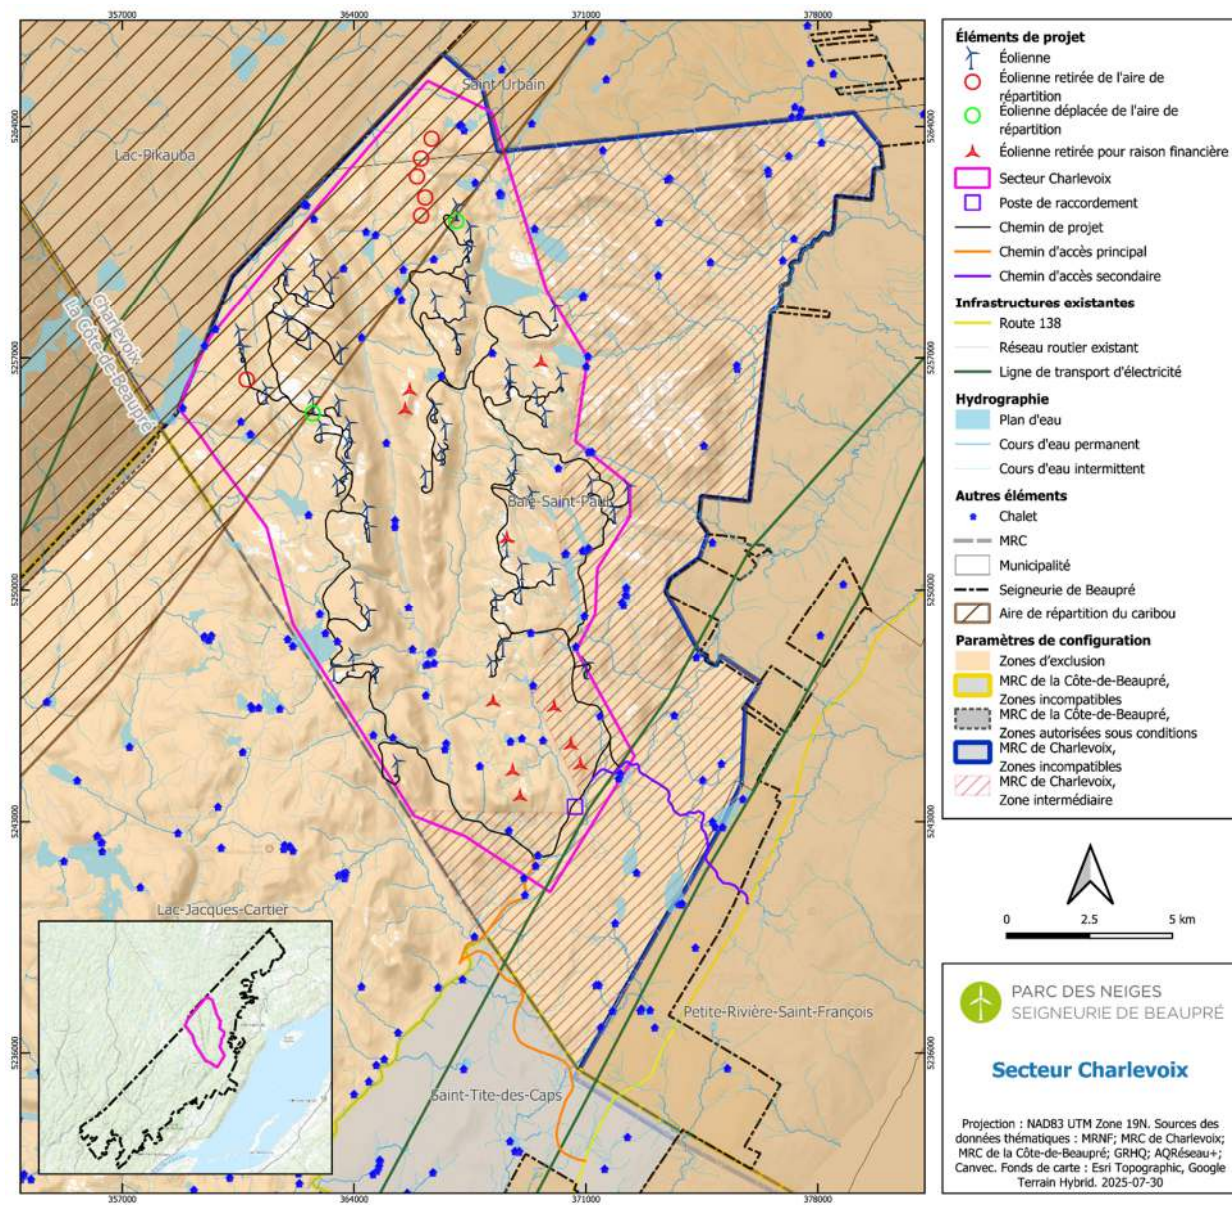 357000
364000
371000
378000
5264000
5257000
5250000
5243000
5236000
5264000
5257000
5250000
5243000
5236000
Saint-Urbain
Lac-Pikauba
Charlevoix
La Côte-de-Beaupré
Baie-Saint-Paul
Lac-Jacques-Cartier
Petite-Rivière-Saint-François
Saint-Tite-des-Caps
357000
364000
371000
378000
Éléments de projet
Éolienne
Éolienne retirée de l'aire de
répartition
Éolienne déplacée de l'aire de
répartition
Éolienne retirée pour raison financière
Secteur Charlevoix
Poste de raccordement
Chemin de projet
Chemin d'accès principal
Chemin d'accès secondaire
Infrastructures existantes
Route 138
Réseau routier existant
Ligne de transport d'électricité
Hydrographie
Plan d'eau
Cours d'eau permanent
Cours d'eau intermittent
Autres éléments
Chalet
MRC
Municipalité
Seigneurie de Beaupré
Aire de répartition du caribou
Paramètres de configuration
Zones d'exclusion
MRC de la Côte-de-Beaupré,
Zones incompatibles
MRC de la Côte-de-Beaupré,
Zones autorisées sous conditions
MRC de Charlevoix,
Zones incompatibles
MRC de Charlevoix,
Zone intermédiaire
0 2.5 5 km
PARC DES NEIGES
SEIGNEURIE DE BEAUPRÉ
Secteur Charlevoix
Projection : NAD83 UTM Zone 19N. Sources des
données thématiques : MRNF; MRC de Charlevoix;
MRC de la Côte-de-Beaupré; GRHQ; AQRéseau+;
Canvec. Fonds de carte : Esri Topographic, Google
Terrain Hybrid. 2025-07-30